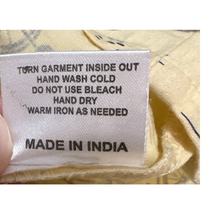 TURN GARMENT INSIDE OUT
HAND WASH COLD
DO NOT USE BLEACH
HAND DRY
WARM IRON AS NEEDED
MADE IN INDIA